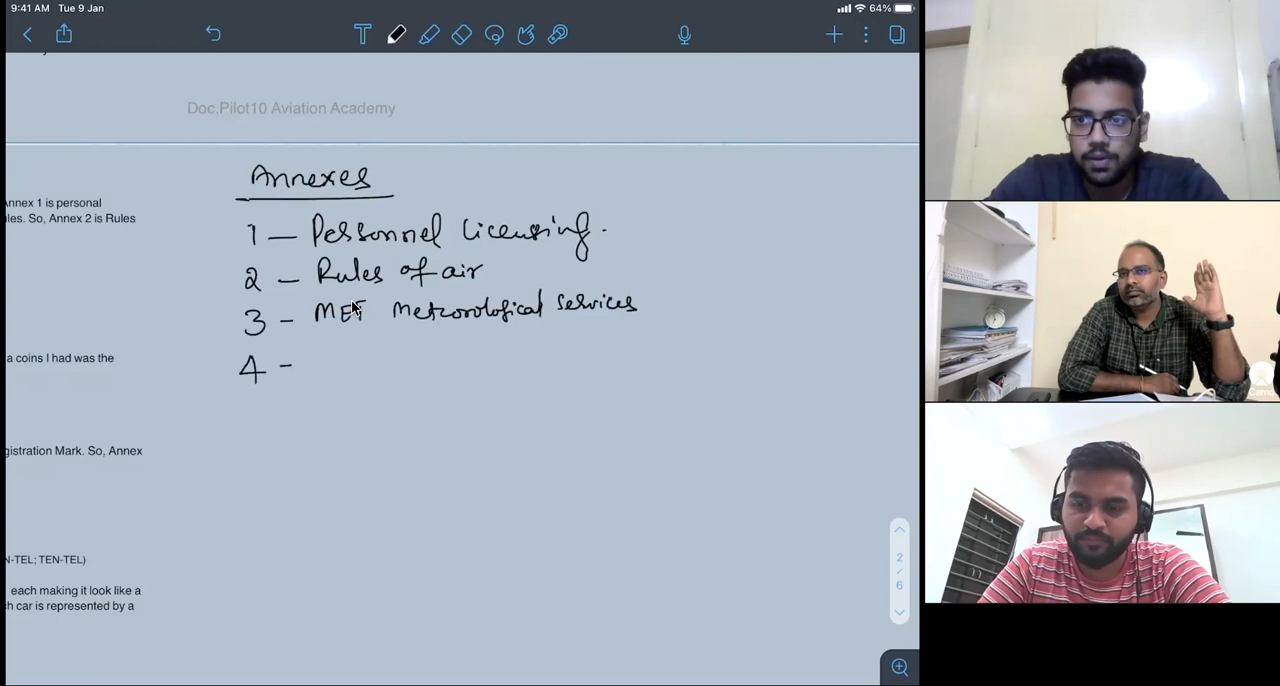 9:41 AM Tue 9 Jan
64%
Doc.Pilot10 Aviation Academy
Annexes
Annex 1 is personal
les. So, Annex 2 is Rules
1 — Personnel Licensing.
2 – Rules of air
3 – MET Meteorological Services
a coins I had was the
4 -
gistration Mark. So, Annex
N-TEL; TEN-TEL)
each making it look like a
ch car is represented by a
2
/
6